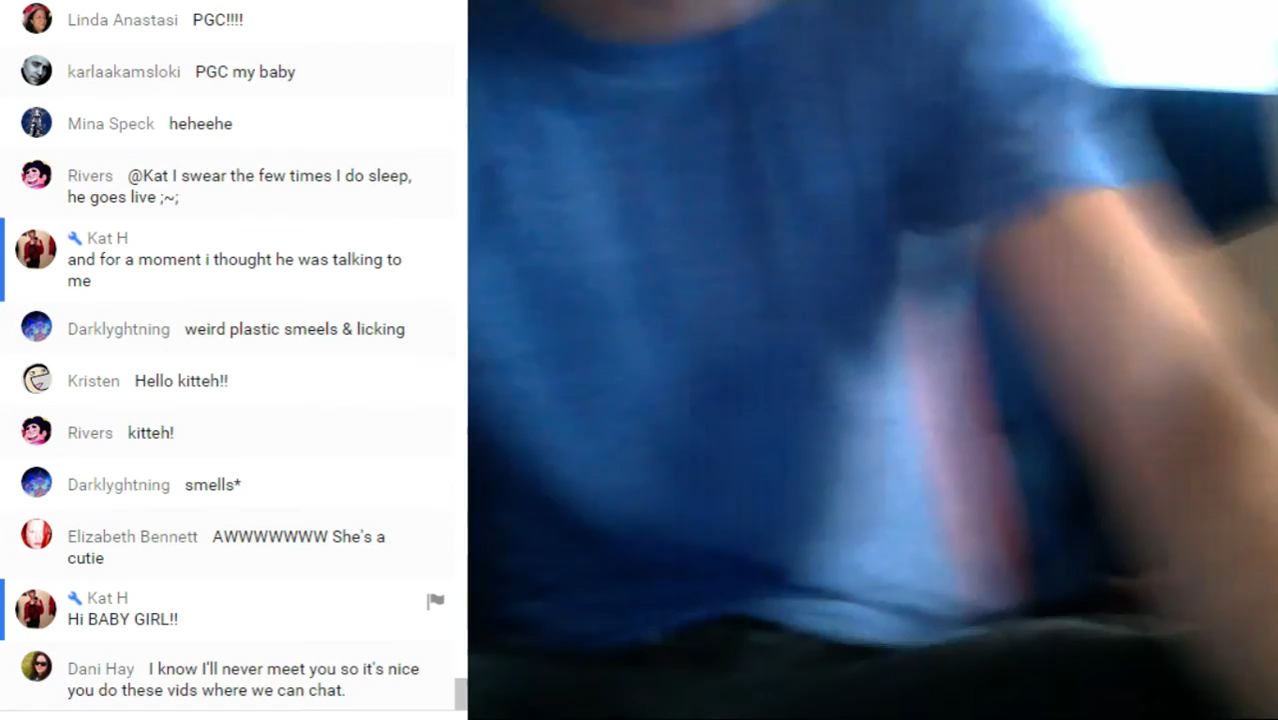 Linda Anastasi PGC!!!!
karlaakamsloki PGC my baby
Mina Speck heheehe
Rivers @Kat I swear the few times I do sleep,
he goes live ;~;
Kat H
and for a moment i thought he was talking to
me
Darklyghtning weird plastic smeels & licking
Kristen Hello kitteh!!
Rivers kitteh!
Darklyghtning smells*
Elizabeth Bennett AWWWWWWW She's a
cutie
Kat H
Hi BABY GIRL!!
Dani Hay I know I'll never meet you so it's nice
you do these vids where we can chat.